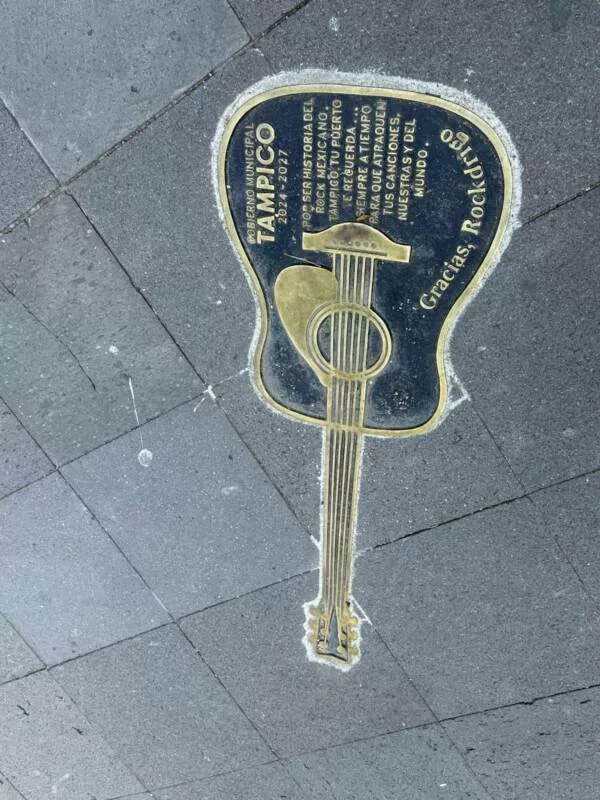 GOBIERNO MUNICIPAL
TAMPICO
2024 - 2027
POR SER HISTORIA DEL
ROCK MEXICANO.
TAMPICO, TU PUERTO
TE RECUERDA...
SIEMPRE A TIEMPO
PARA QUE ATRAQUEN
TUS CANCIONES.
NUESTRAS Y DEL
MUNDO.
Gracias, Rockdrigo